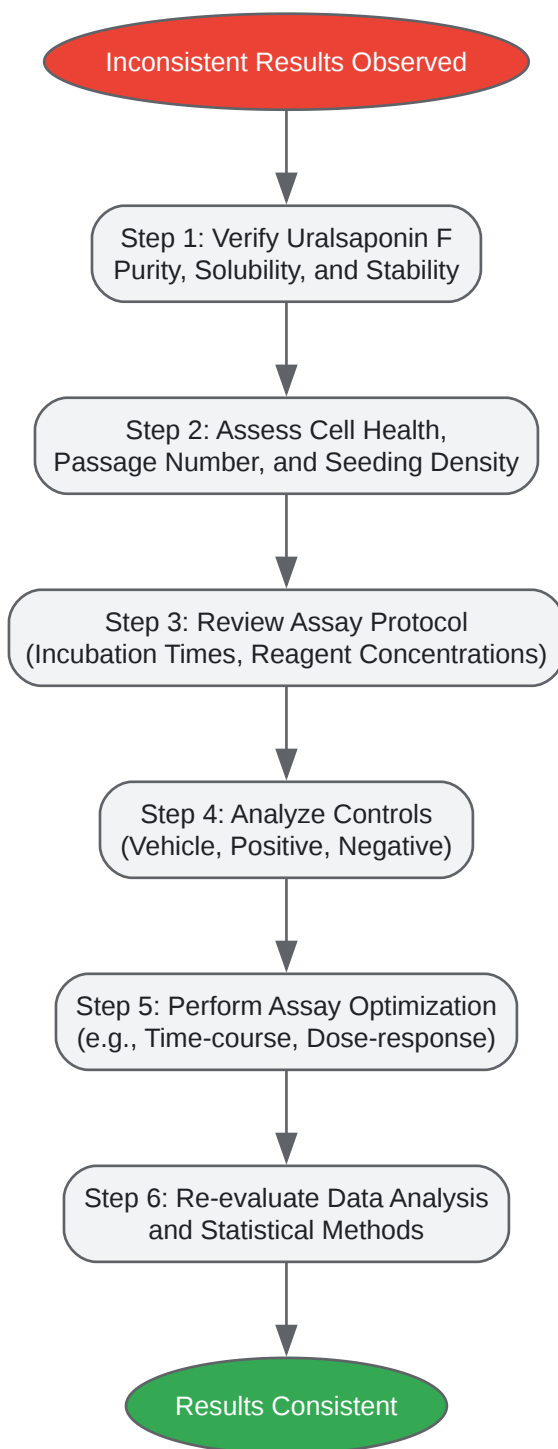 Inconsistent Results Observed
Step 1: Verify Uralsaponin F
Purity, Solubility, and Stability
Step 2: Assess Cell Health,
Passage Number, and Seeding Density
Step 3: Review Assay Protocol
(Incubation Times, Reagent Concentrations)
Step 4: Analyze Controls
(Vehicle, Positive, Negative)
Step 5: Perform Assay Optimization
(e.g., Time-course, Dose-response)
Step 6: Re-evaluate Data Analysis
and Statistical Methods
Results Consistent